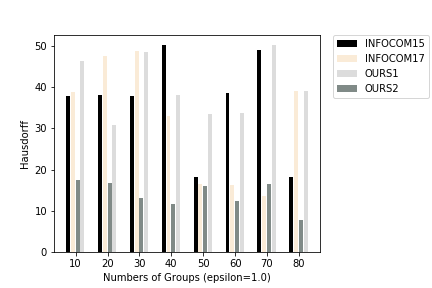 INFOCOM15
INFOCOM17
OURS1
OURS2
Hausdorff
50
40
30
20
10
0
10 20 30 40 50 60 70 80
Numbers of Groups (epsilon=1.0)